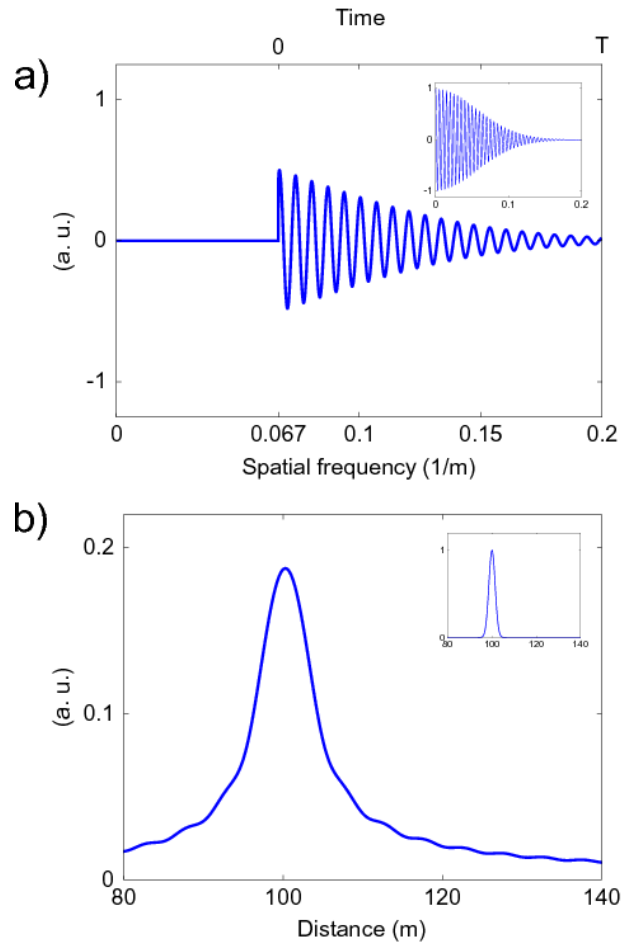 Time
0 T
a)
1
0
-1
(a. u.)
1
0
-1
0 0.1 0.2
0 0.067 0.1 0.15 0.2
Spatial frequency (1/m)
b)
0.2
0.1
0
(a. u.)
1
0
80 100 120 140
80 100 120 140
Distance (m)